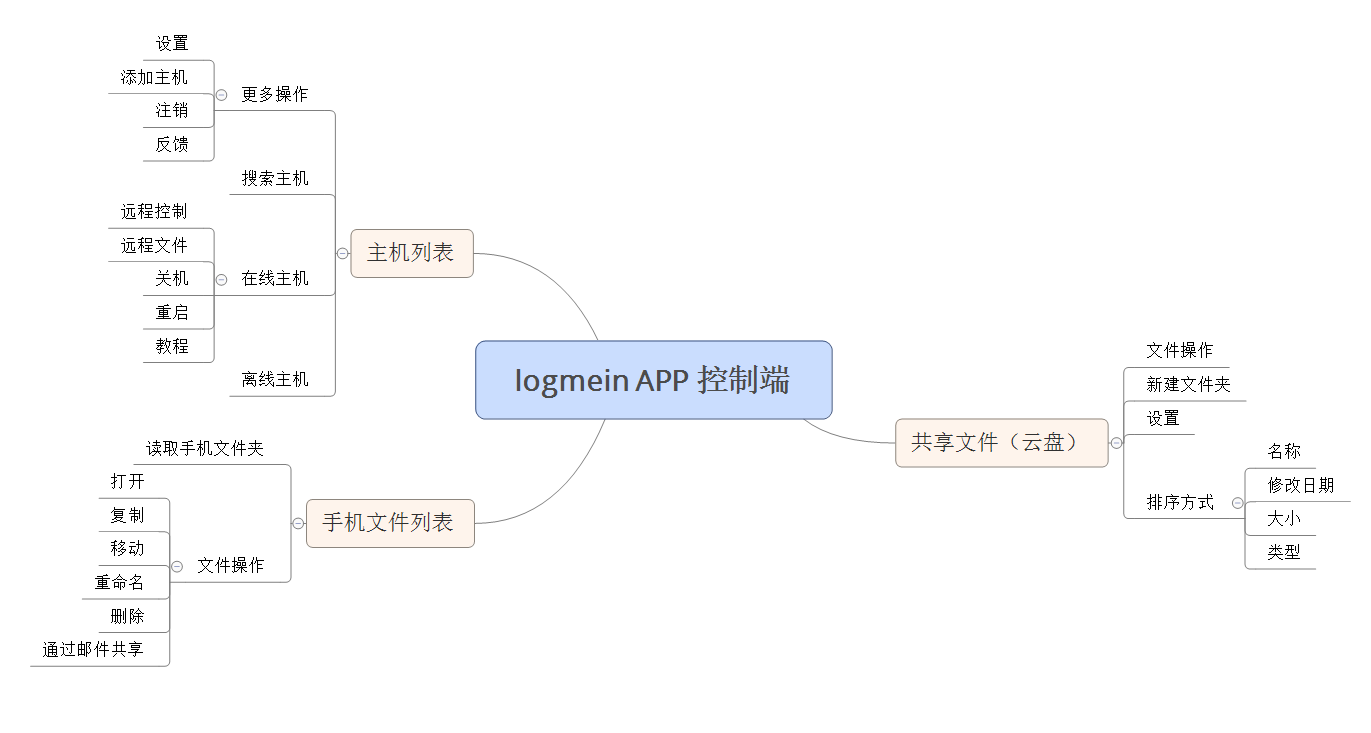 logmein APP 控制端
主机列表
更多操作
设置
添加主机
注销
反馈
搜索主机
在线主机
远程控制
远程文件
关机
重启
教程
离线主机
手机文件列表
读取手机文件夹
文件操作
打开
复制
移动
重命名
删除
通过邮件共享
共享文件（云盘）
文件操作
新建文件夹
设置
排序方式
名称
修改日期
大小
类型